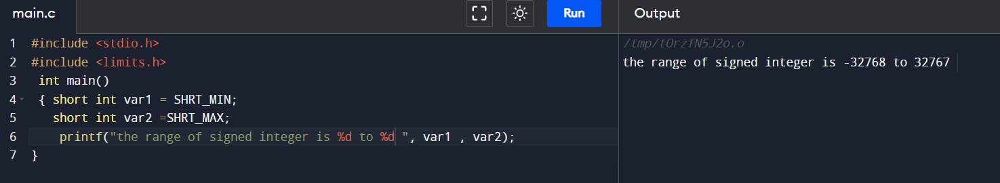 main.c
Run
Output
1 #include <stdio.h>
2 #include <limits.h>
3 int main()
4 { short int var1 = SHRT_MIN;
5 short int var2 =SHRT_MAX;
6 printf("the range of signed integer is %d to %d ", var1 , var2);
7 }
/tmp/tOrzfN5J2o.o
the range of signed integer is -32768 to 32767